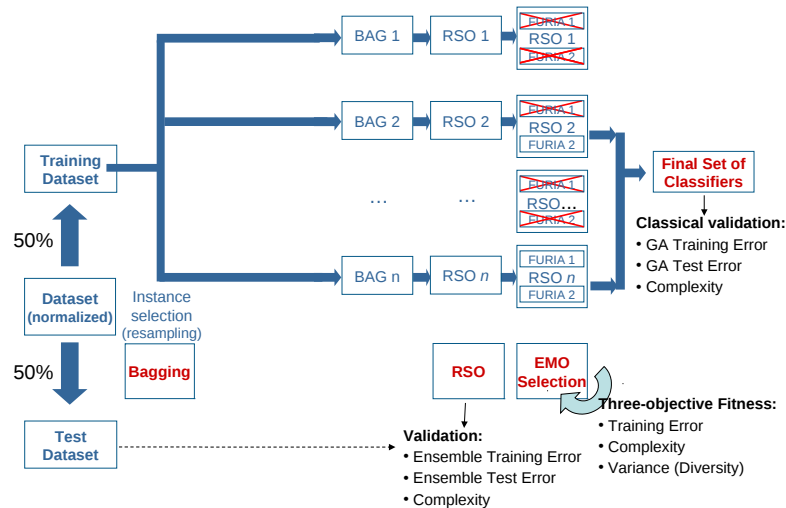 FURIA 1
BAG 1
RSO 1
RSO 1
FURIA 2
FURIA 1
BAG 2
RSO 2
RSO 2
FURIA 2
Training
Dataset
Final Set of
Classifiers
FURIA 1
...
...
RSO...
FURIA 2
Classical validation:
• GA Training Error
• GA Test Error
• Complexity
50%
FURIA 1
BAG n
RSO n
RSO n
FURIA 2
Dataset
(normalized)
Instance
selection
(resampling)
50%
Bagging
RSO
EMO
Selection
Three-objective Fitness:
• Training Error
• Complexity
• Variance (Diversity)
Test
Dataset
Validation:
• Ensemble Training Error
• Ensemble Test Error
• Complexity